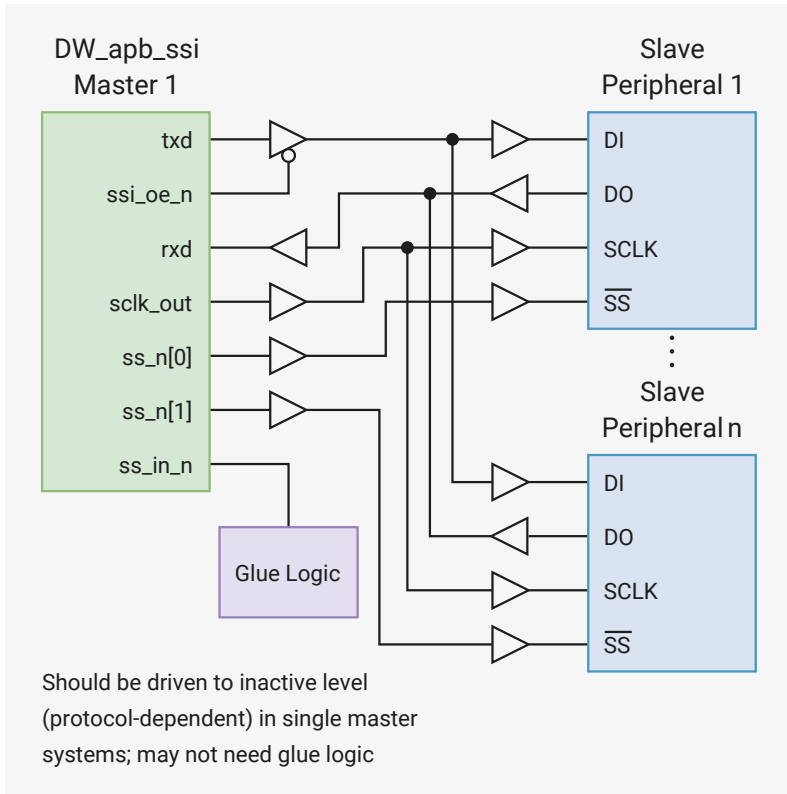 DW_apb_ssi
Master 1
txd
ssi_oe_n
rxd
sclk_out
ss_n[0]
ss_n[1]
ss_in_n
Glue Logic
Slave
Peripheral 1
DI
DO
SCLK
S̅S̅
Slave
Peripheral n
DI
DO
SCLK
S̅S̅
Should be driven to inactive level
(protocol-dependent) in single master
systems; may not need glue logic